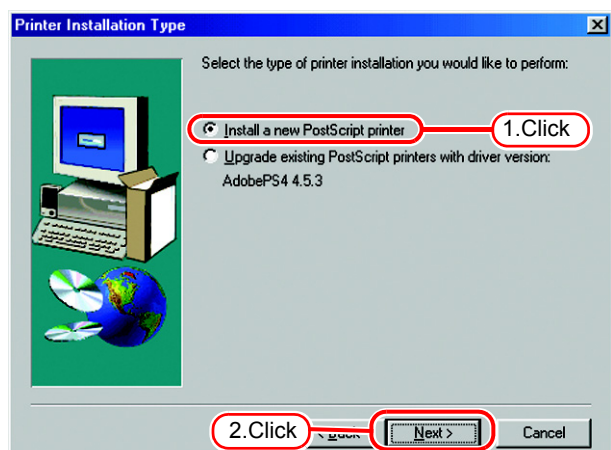 Printer Installation Type
Select the type of printer installation you would like to perform:
Install a new PostScript printer
1.Click
Upgrade existing PostScript printers with driver version:
AdobePS4 4.5.3
2.Click
< Back
Next >
Cancel